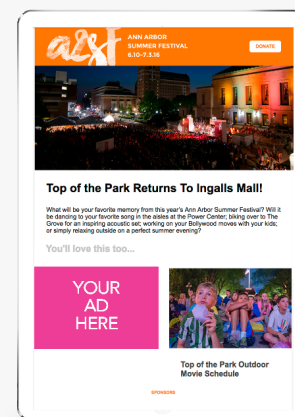 a2sf
ANN ARBOR
SUMMER FESTIVAL
6.10-7.3.16
DONATE
Top of the Park Returns To Ingalls Mall!
What will be your favorite memory from this year's Ann Arbor Summer Festival? Will it
be dancing to your favorite song in the aisles at the Power Center; biking over to The
Grove for an inspiring acoustic set; working on your Bollywood moves with your kids;
or simply relaxing outside on a perfect summer evening?
You'll love this too...
YOUR
AD
HERE
Top of the Park Outdoor
Movie Schedule
SPONSORS